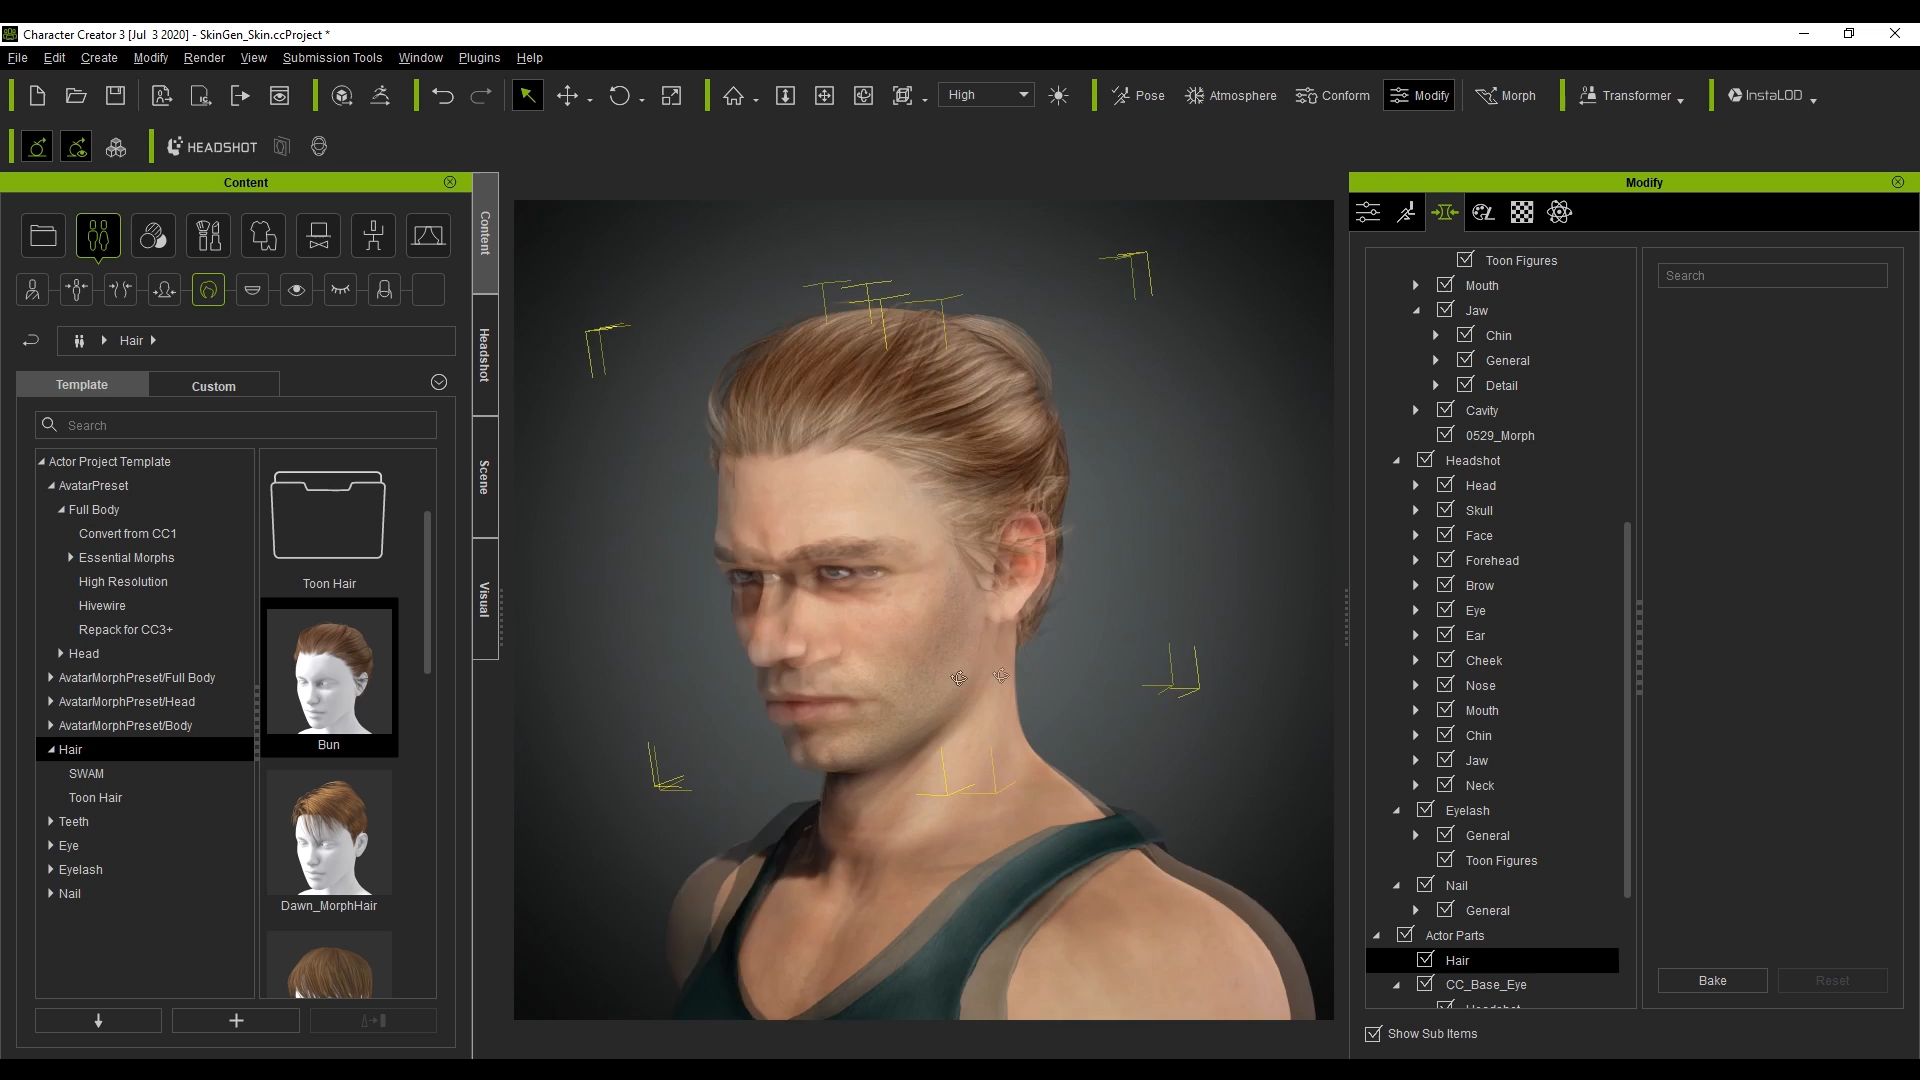 Character Creator 3 [Jul  3 2020] - SkinGen_Skin.ccProject *
File Edit Create Modify Render View Submission Tools Window Plugins Help
High Pose Atmosphere Conform Modify Morph Transformer InstaLOD
HEADSHOT
Content
Hair
Template Custom
Search
Actor Project Template
AvatarPreset
Full Body
Convert from CC1
Essential Morphs
High Resolution
Hivewire
Repack for CC3+
Head
AvatarMorphPreset/Full Body
AvatarMorphPreset/Head
AvatarMorphPreset/Body
Hair
SWAM
Toon Hair
Teeth
Eye
Eyelash
Nail
Toon Hair
Bun
Dawn_MorphHair
Content
Headshot
Scene
Visual
Modify
Toon Figures
Mouth
Jaw
Chin
General
Detail
Cavity
0529_Morph
Headshot
Head
Skull
Face
Forehead
Brow
Eye
Ear
Cheek
Nose
Mouth
Chin
Jaw
Neck
Eyelash
General
Toon Figures
Nail
General
Actor Parts
Hair
CC_Base_Eye
Show Sub Items
Search
Bake Reset